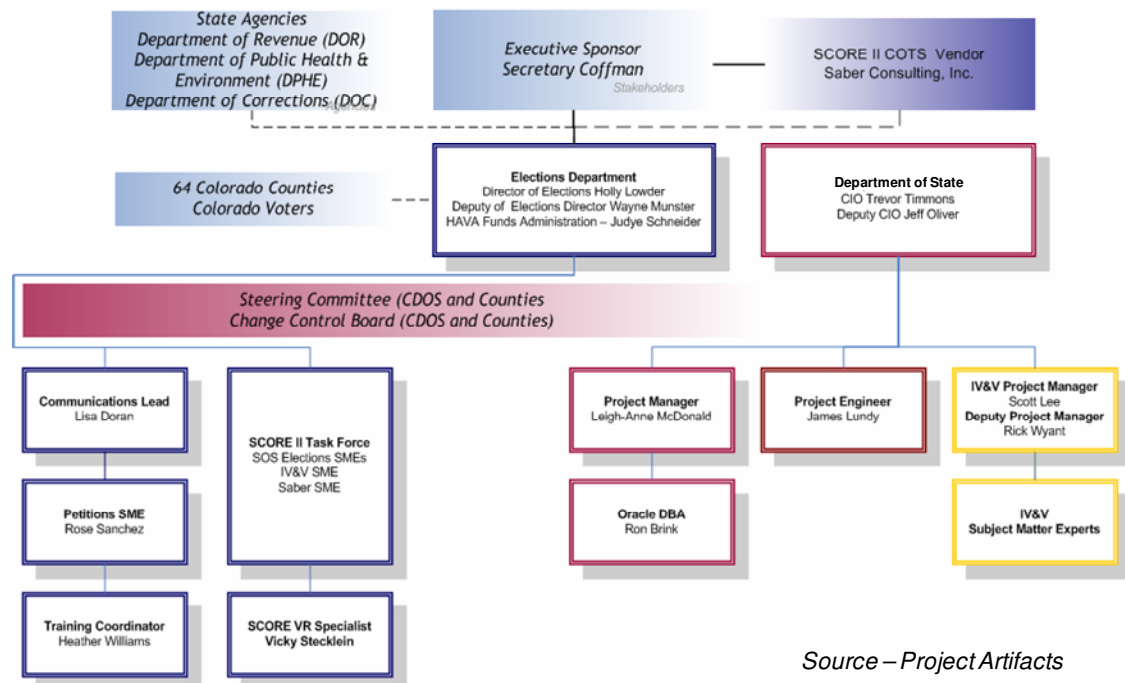 State Agencies
Department of Revenue (DOR)
Department of Public Health &
Environment (DPHE)
Department of Corrections (DOC)
Agencies
Executive Sponsor
Secretary Coffman
Stakeholders
SCORE II COTS Vendor
Saber Consulting, Inc.
64 Colorado Counties
Colorado Voters
Elections Department
Director of Elections Holly Lowder
Deputy of Elections Director Wayne Munster
HAVA Funds Administration – Judye Schneider
Department of State
CIO Trevor Timmons
Deputy CIO Jeff Oliver
Steering Committee (CDOS and Counties
Change Control Board (CDOS and Counties)
Communications Lead
Lisa Doran
SCORE II Task Force
SOS Elections SMEs
IV&V SME
Saber SME
Project Manager
Leigh-Anne McDonald
Project Engineer
James Lundy
IV&V Project Manager
Scott Lee
Deputy Project Manager
Rick Wyant
Petitions SME
Rose Sanchez
Oracle DBA
Ron Brink
IV&V
Subject Matter Experts
Training Coordinator
Heather Williams
SCORE VR Specialist
Vicky Stecklein
Source – Project Artifacts